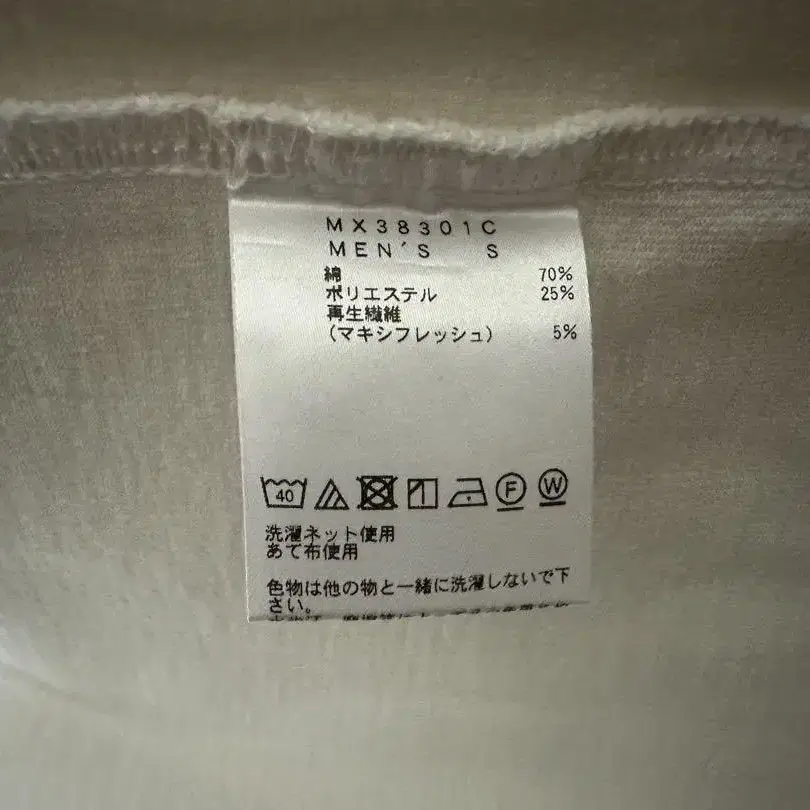 MX38301C
MEN'S S
綿 70%
ポリエステル 25%
再生繊維
(マキシフレッシュ) 5%
40 F W
洗濯ネット使用
あて布使用
色物は他の物と一緒に洗濯しないで下
さい。